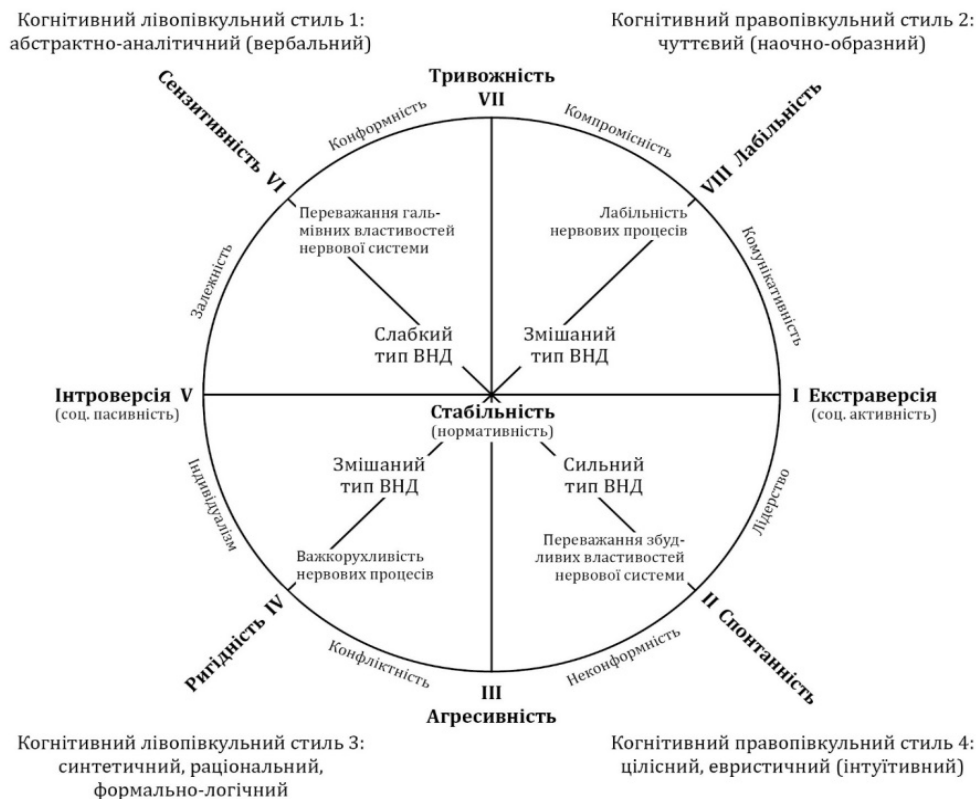 Когнітивний лівопівкульний стиль 1:
абстрактно-аналітичний (вербальний)
Когнітивний правопівкульний стиль 2:
чуттєвий (наочно-образний)
Тривожність
VII
Сензитивність VI
VIII Лабільність
Конформність
Компромісність
Переважання галь-
мівних властивостей
нервової системи
Лабільність
нервових процесів
Залежність
Комунікативність
Слабкий
тип ВНД
Змішаний
тип ВНД
Інтроверсія V
(соц. пасивність)
Стабільність
(нормативність)
I Екстраверсія
(соц. активність)
Змішаний
тип ВНД
Сильний
тип ВНД
Індивідуалізм
Лідерство
Важкорухливість
нервових процесів
Переважання збуд-
ливих властивостей
нервової системи
Ригідність IV
II Спонтанність
Конфліктність
Неконформність
III
Агресивність
Когнітивний лівопівкульний стиль 3:
синтетичний, раціональний,
формально-логічний
Когнітивний правопівкульний стиль 4:
цілісний, евристичний (інтуїтивний)